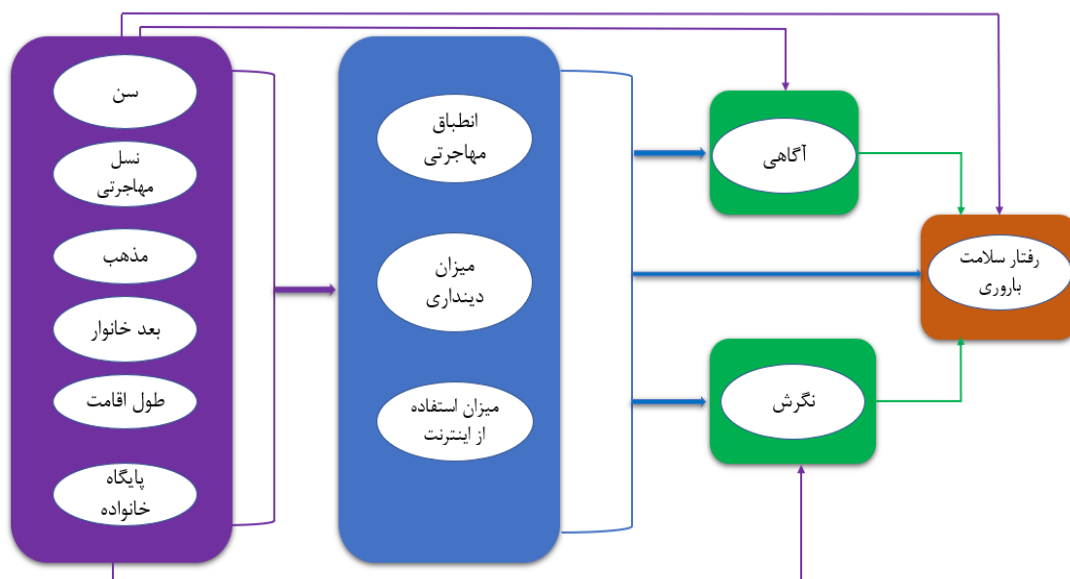 سن
نسل
مهاجرتی
مذهب
بعد خانوار
طول اقامت
پایگاه
خانواده
انطباق
مهاجرتی
میزان
دینداری
میزان استفاده
از اینترنت
آگاهی
نگرش
رفتار سلامت
باروری